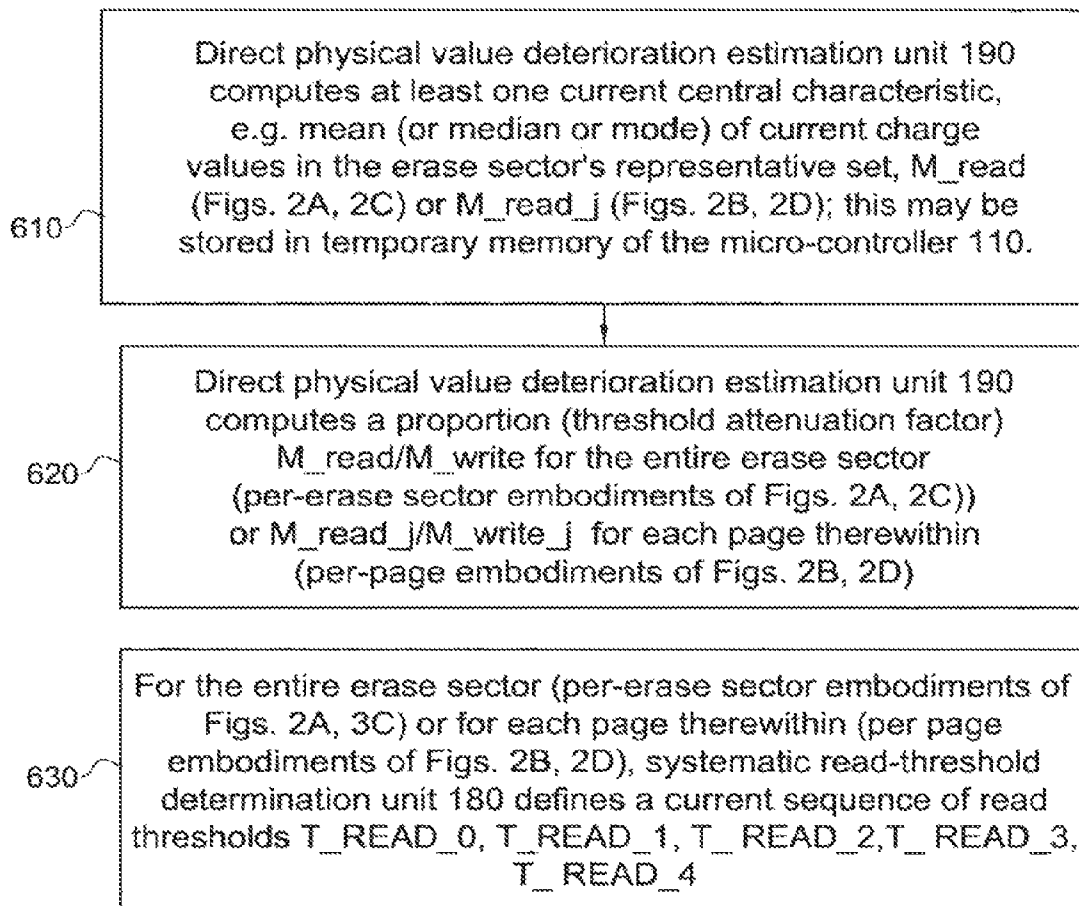 Direct physical value deterioration estimation unit 190
computes at least one current central characteristic,
e.g. mean (or median or mode) of current charge
values in the erase sector's representative set, M_read
(Figs. 2A, 2C) or M_read_j (Figs. 2B, 2D); this may be
stored in temporary memory of the micro-controller 110.
610
Direct physical value deterioration estimation unit 190
computes a proportion (threshold attenuation factor)
M_read/M_write for the entire erase sector
(per-erase sector embodiments of Figs. 2A, 2C))
or M_read_j/M_write_j for each page therewithin
(per-page embodiments of Figs. 2B, 2D)
620
For the entire erase sector (per-erase sector embodiments of
Figs. 2A, 3C) or for each page therewithin (per page
embodiments of Figs. 2B, 2D), systematic read-threshold
determination unit 180 defines a current sequence of read
thresholds T_READ_0, T_READ_1, T_ READ_2,T_ READ_3,
T_ READ_4
630